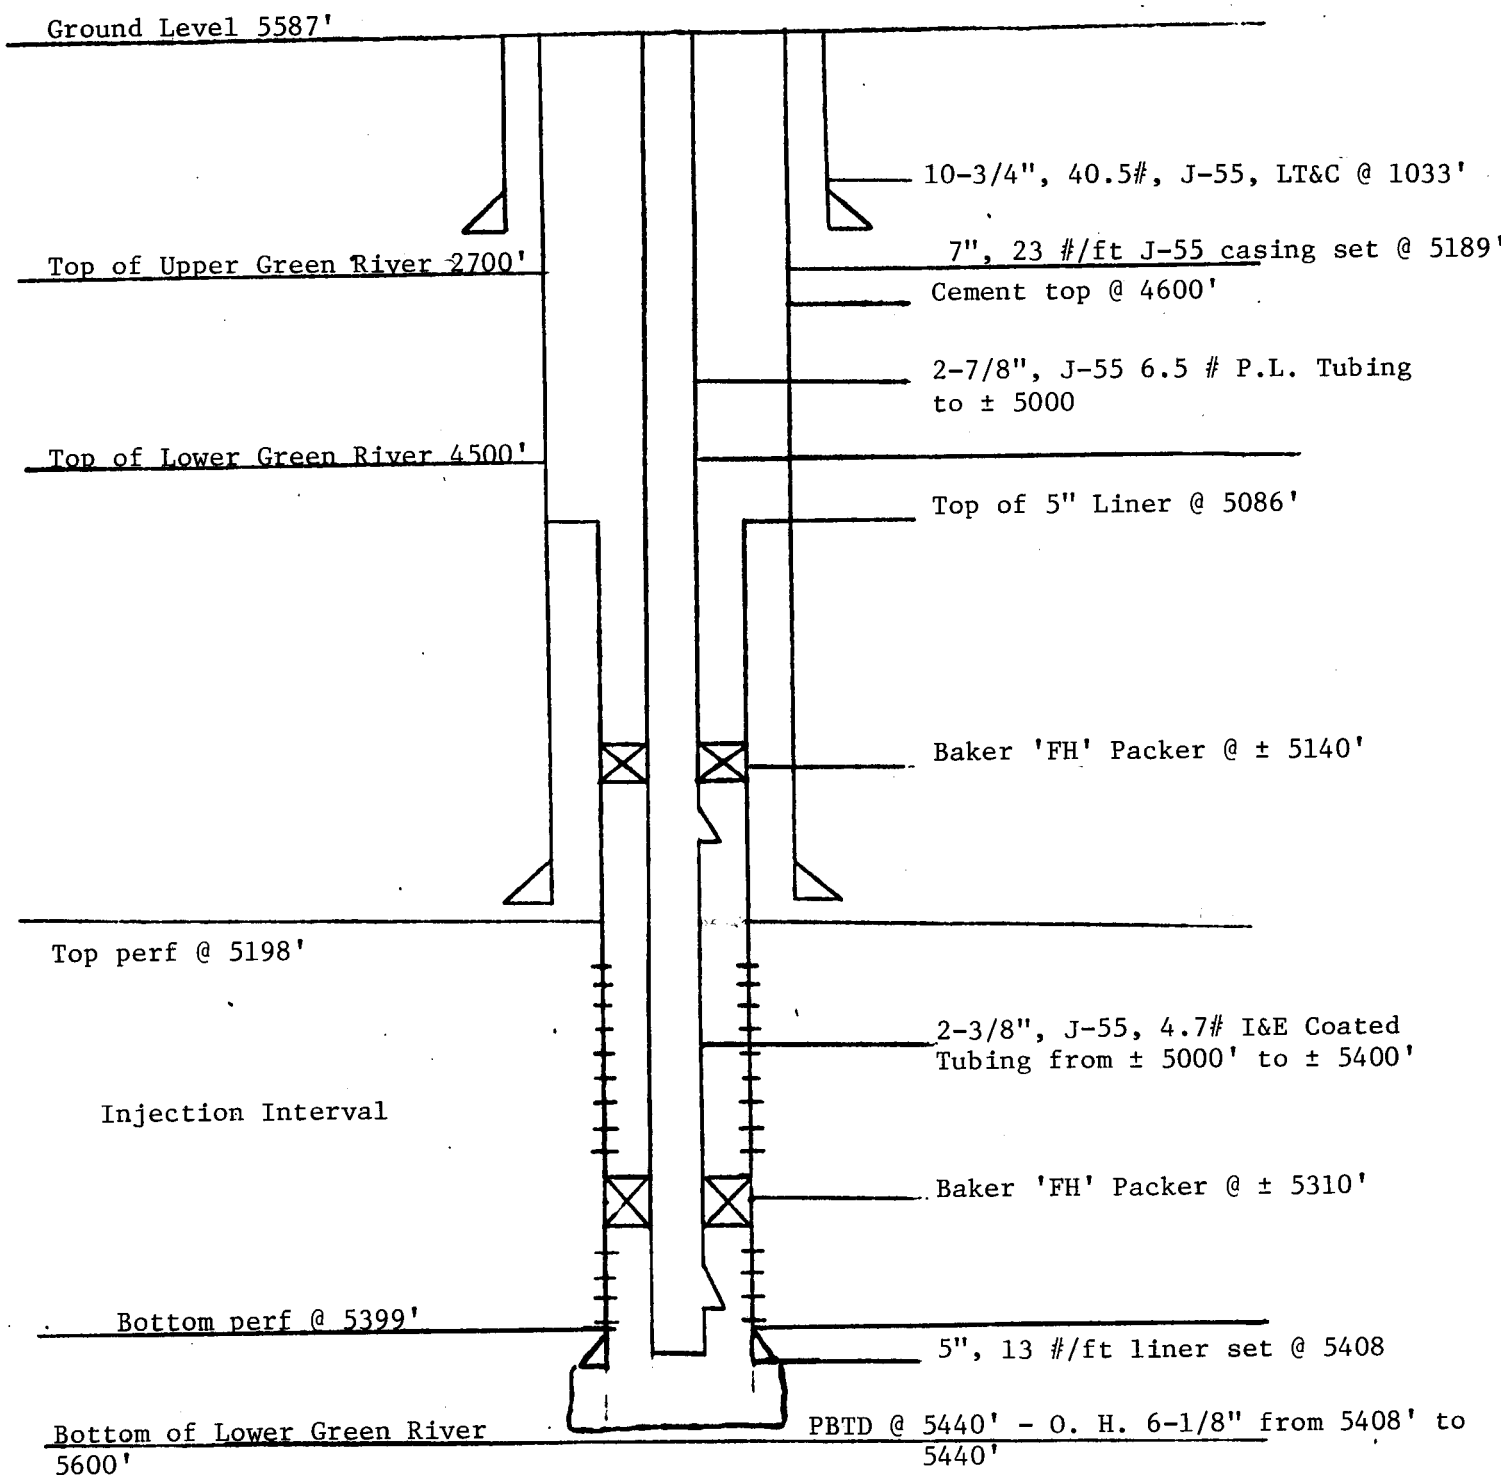 Ground Level 5587'
10-3/4", 40.5#, J-55, LT&C @ 1033'
Top of Upper Green River 2700'
7", 23 #/ft J-55 casing set @ 5189'
Cement top @ 4600'
2-7/8", J-55 6.5 # P.L. Tubing
to ± 5000
Top of Lower Green River 4500'
Top of 5" Liner @ 5086'
Baker 'FH' Packer @ ± 5140'
Top perf @ 5198'
2-3/8", J-55, 4.7# I&E Coated
Tubing from ± 5000' to ± 5400'
Injection Interval
Baker 'FH' Packer @ ± 5310'
Bottom perf @ 5399'
5", 13 #/ft liner set @ 5408
Bottom of Lower Green River
5600'
PBTD @ 5440' - O. H. 6-1/8" from 5408' to
5440'